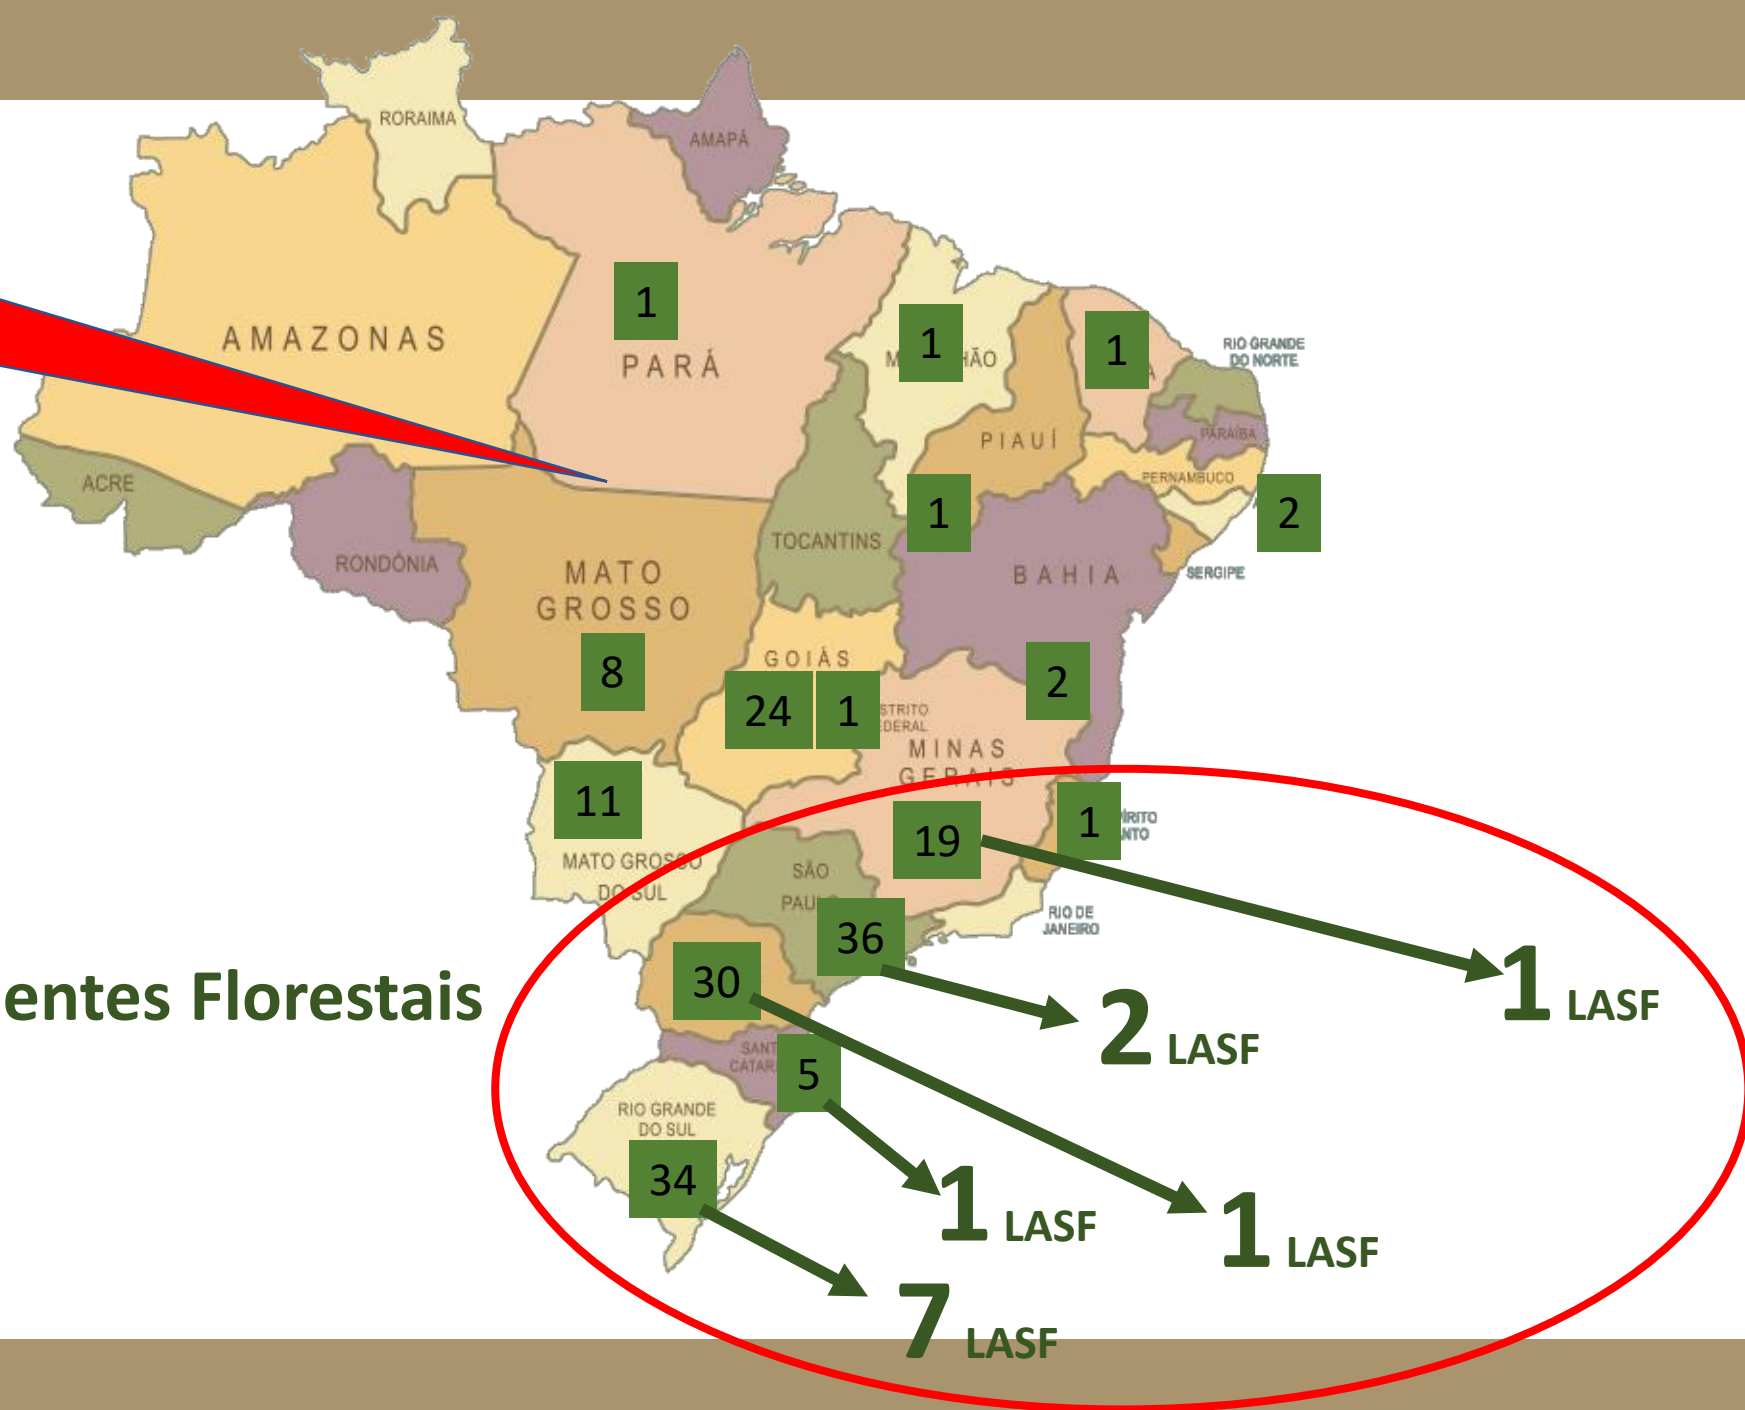 RORAIMA
AMAPÁ
AMAZONAS
1
PARÁ
1
1
RIO GRANDE
DO NORTE
PIAUÍ
PARAÍBA
PERNAMBUCO
ACRE
1
2
TOCANTINS
RONDÔNIA
MATO
GROSSO
BAHIA
SERGIPE
8
GOIÁS
24
1
2
MINAS
GERAIS
11
19
1
MATO GROSSO
DO SUL
SÃO
36
RIO DE
JANEIRO
entes Florestais
30
1 LASF
2 LASF
5
RIO GRANDE
DO SUL
34
1 LASF
1 LASF
7 LASF